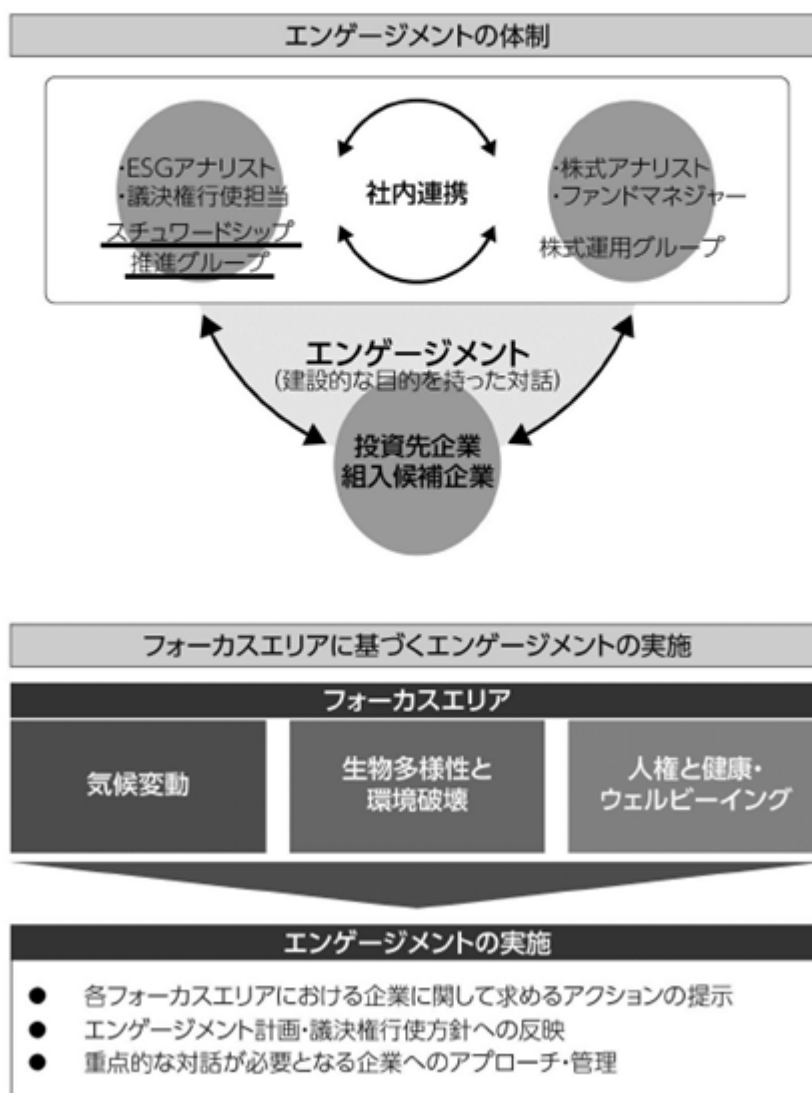 エンゲージメントの体制
・ESGアナリスト
・議決権行使担当
スチュワードシップ
推進グループ
社内連携
・株式アナリスト
・ファンドマネジャー
株式運用グループ
エンゲージメント
(建設的な目的を持った対話)
投資先企業
組入候補企業
フォーカスエリアに基づくエンゲージメントの実施
フォーカスエリア
気候変動
生物多様性と
環境破壊
人権と健康・
ウェルビーイング
エンゲージメントの実施
● 各フォーカスエリアにおける企業に関して求めるアクションの提示
● エンゲージメント計画・議決権行使方針への反映
● 重点的な対話が必要となる企業へのアプローチ・管理